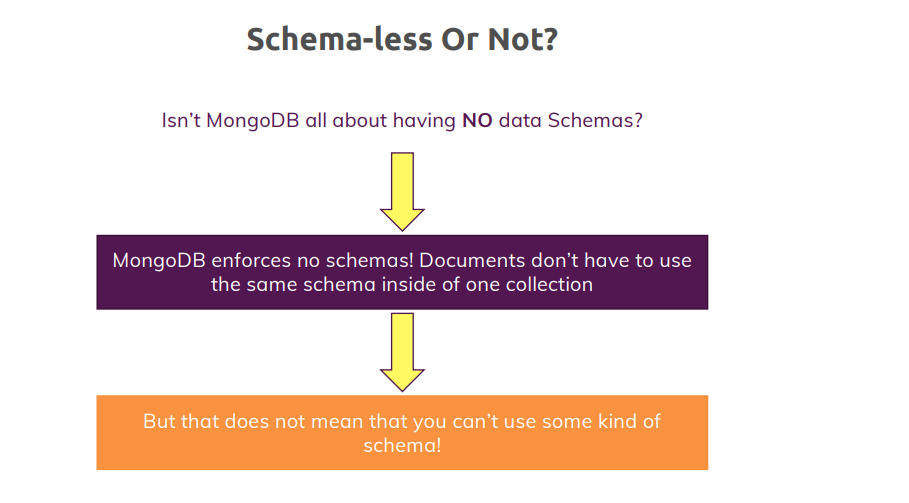 Schema-less Or Not?
Isn’t MongoDB all about having NO data Schemas?
MongoDB enforces no schemas! Documents don’t have to use
the same schema inside of one collection
But that does not mean that you can’t use some kind of
schema!